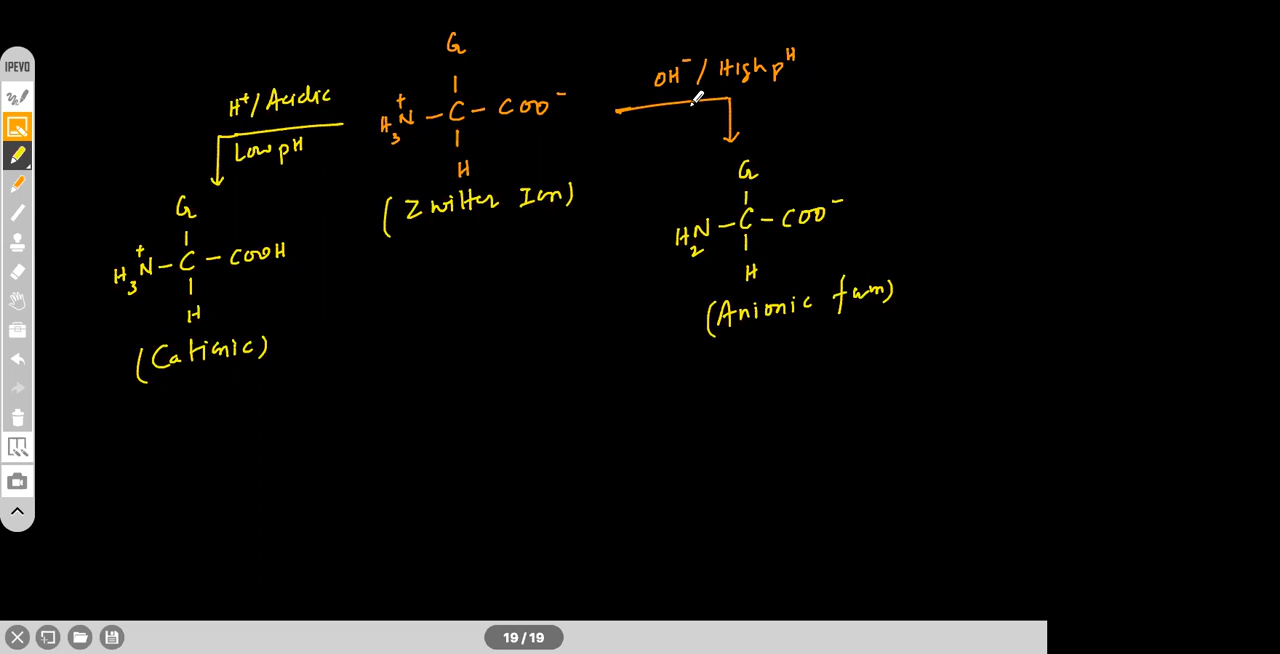 IPEVO
G
OH⁻ / High pH
H⁺ / Acidic
H₃N⁺ – C – COO⁻
Low pH
H
(Zwitter Ion)
G
H₂N – C – COO⁻
H
(Anionic form)
G
H₃N⁺ – C – COOH
H
(Cationic)
19 / 19